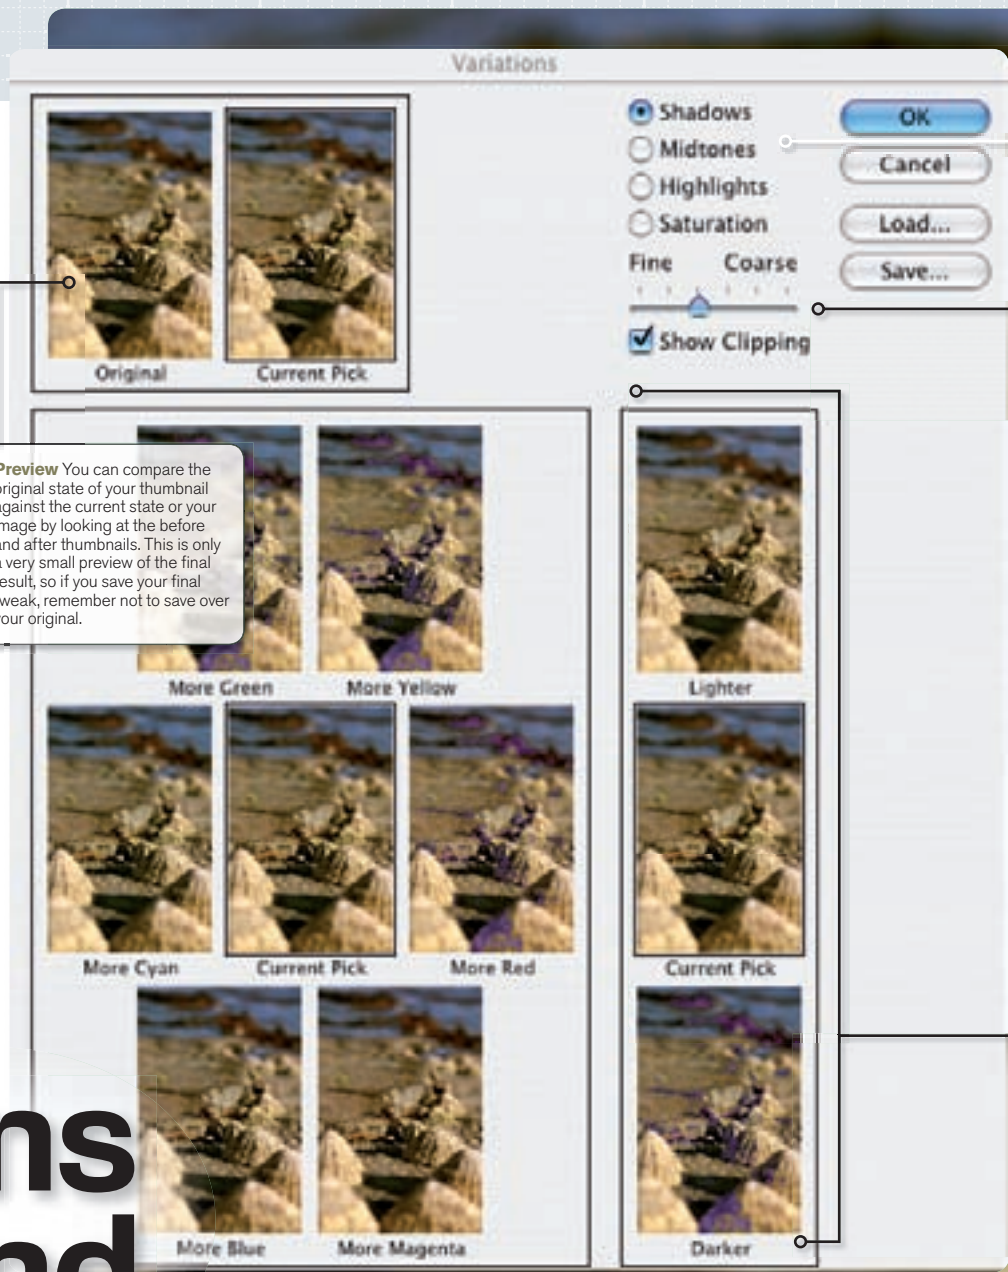 Variations
Shadows
Midtones
Highlights
Saturation
Fine Coarse
Show Clipping
OK
Cancel
Load...
Save...
Original Current Pick
Preview You can compare the
original state of your thumbnail
against the current state or your
image by looking at the before
and after thumbnails. This is only
a very small preview of the final
result, so if you save your final
tweak, remember not to save over
your original.
More Green More Yellow
Lighter
More Cyan Current Pick More Red
Current Pick
More Blue More Magenta
Darker
ns
nd